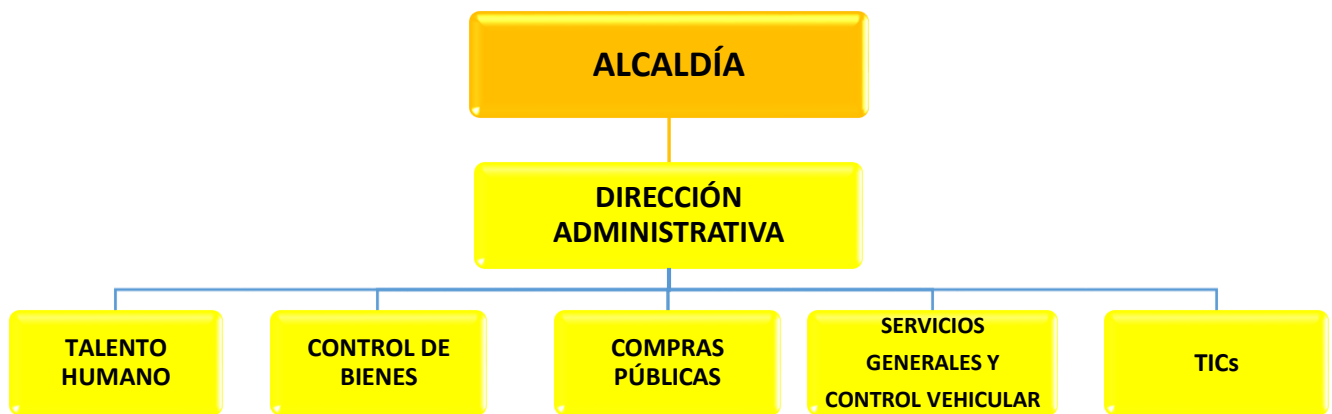 ALCALDÍA
DIRECCIÓN
ADMINISTRATIVA
TALENTO
HUMANO
CONTROL DE
BIENES
COMPRAS
PÚBLICAS
SERVICIOS
GENERALES Y
CONTROL VEHICULAR
TICs